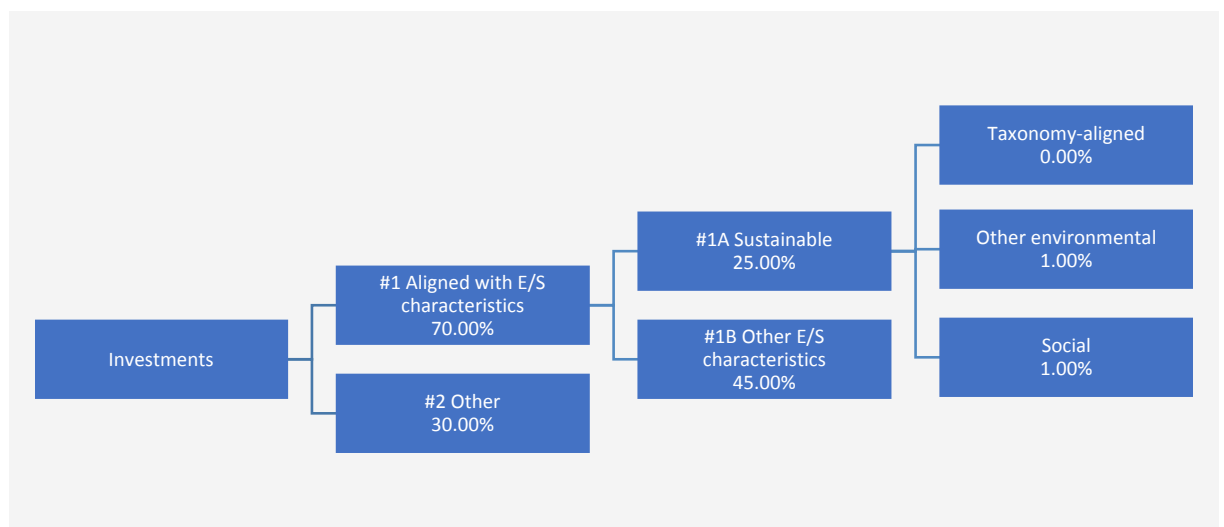 Investments
#1 Aligned with E/S
characteristics
70.00%
#2 Other
30.00%
#1A Sustainable
25.00%
#1B Other E/S
characteristics
45.00%
Taxonomy-aligned
0.00%
Other environmental
1.00%
Social
1.00%